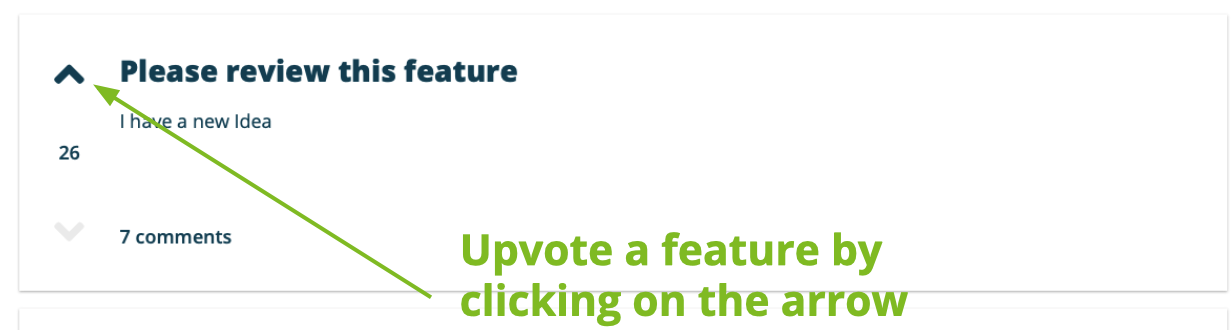 Please review this feature
I have a new Idea
26
7 comments
Upvote a feature by
clicking on the arrow